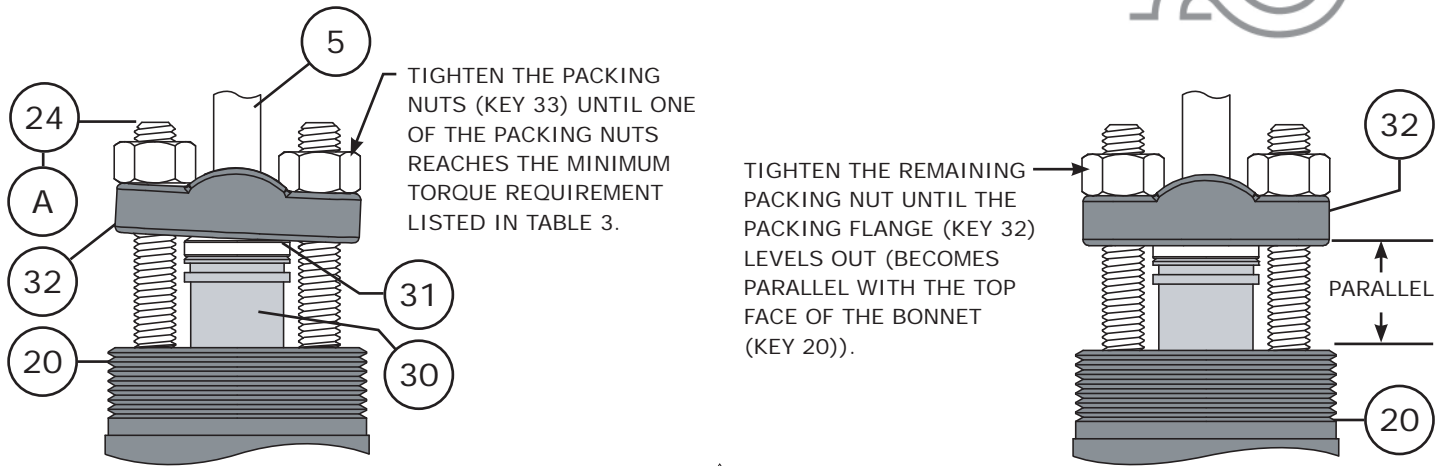 5
24
A
32
20
31
30
TIGHTEN THE PACKING
NUTS (KEY 33) UNTIL ONE
OF THE PACKING NUTS
REACHES THE MINIMUM
TORQUE REQUIREMENT
LISTED IN TABLE 3.
TIGHTEN THE REMAINING
PACKING NUT UNTIL THE
PACKING FLANGE (KEY 32)
LEVELS OUT (BECOMES
PARALLEL WITH THE TOP
FACE OF THE BONNET
(KEY 20)).
32
PARALLEL
20